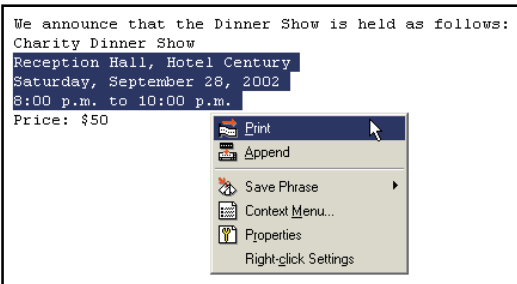 We announce that the Dinner Show is held as follows:
Charity Dinner Show
Reception Hall, Hotel Century
Saturday, September 28, 2002
8:00 p.m. to 10:00 p.m.
Price: $50
Print
Append
Save Phrase
Context Menu...
Properties
Right-click Settings